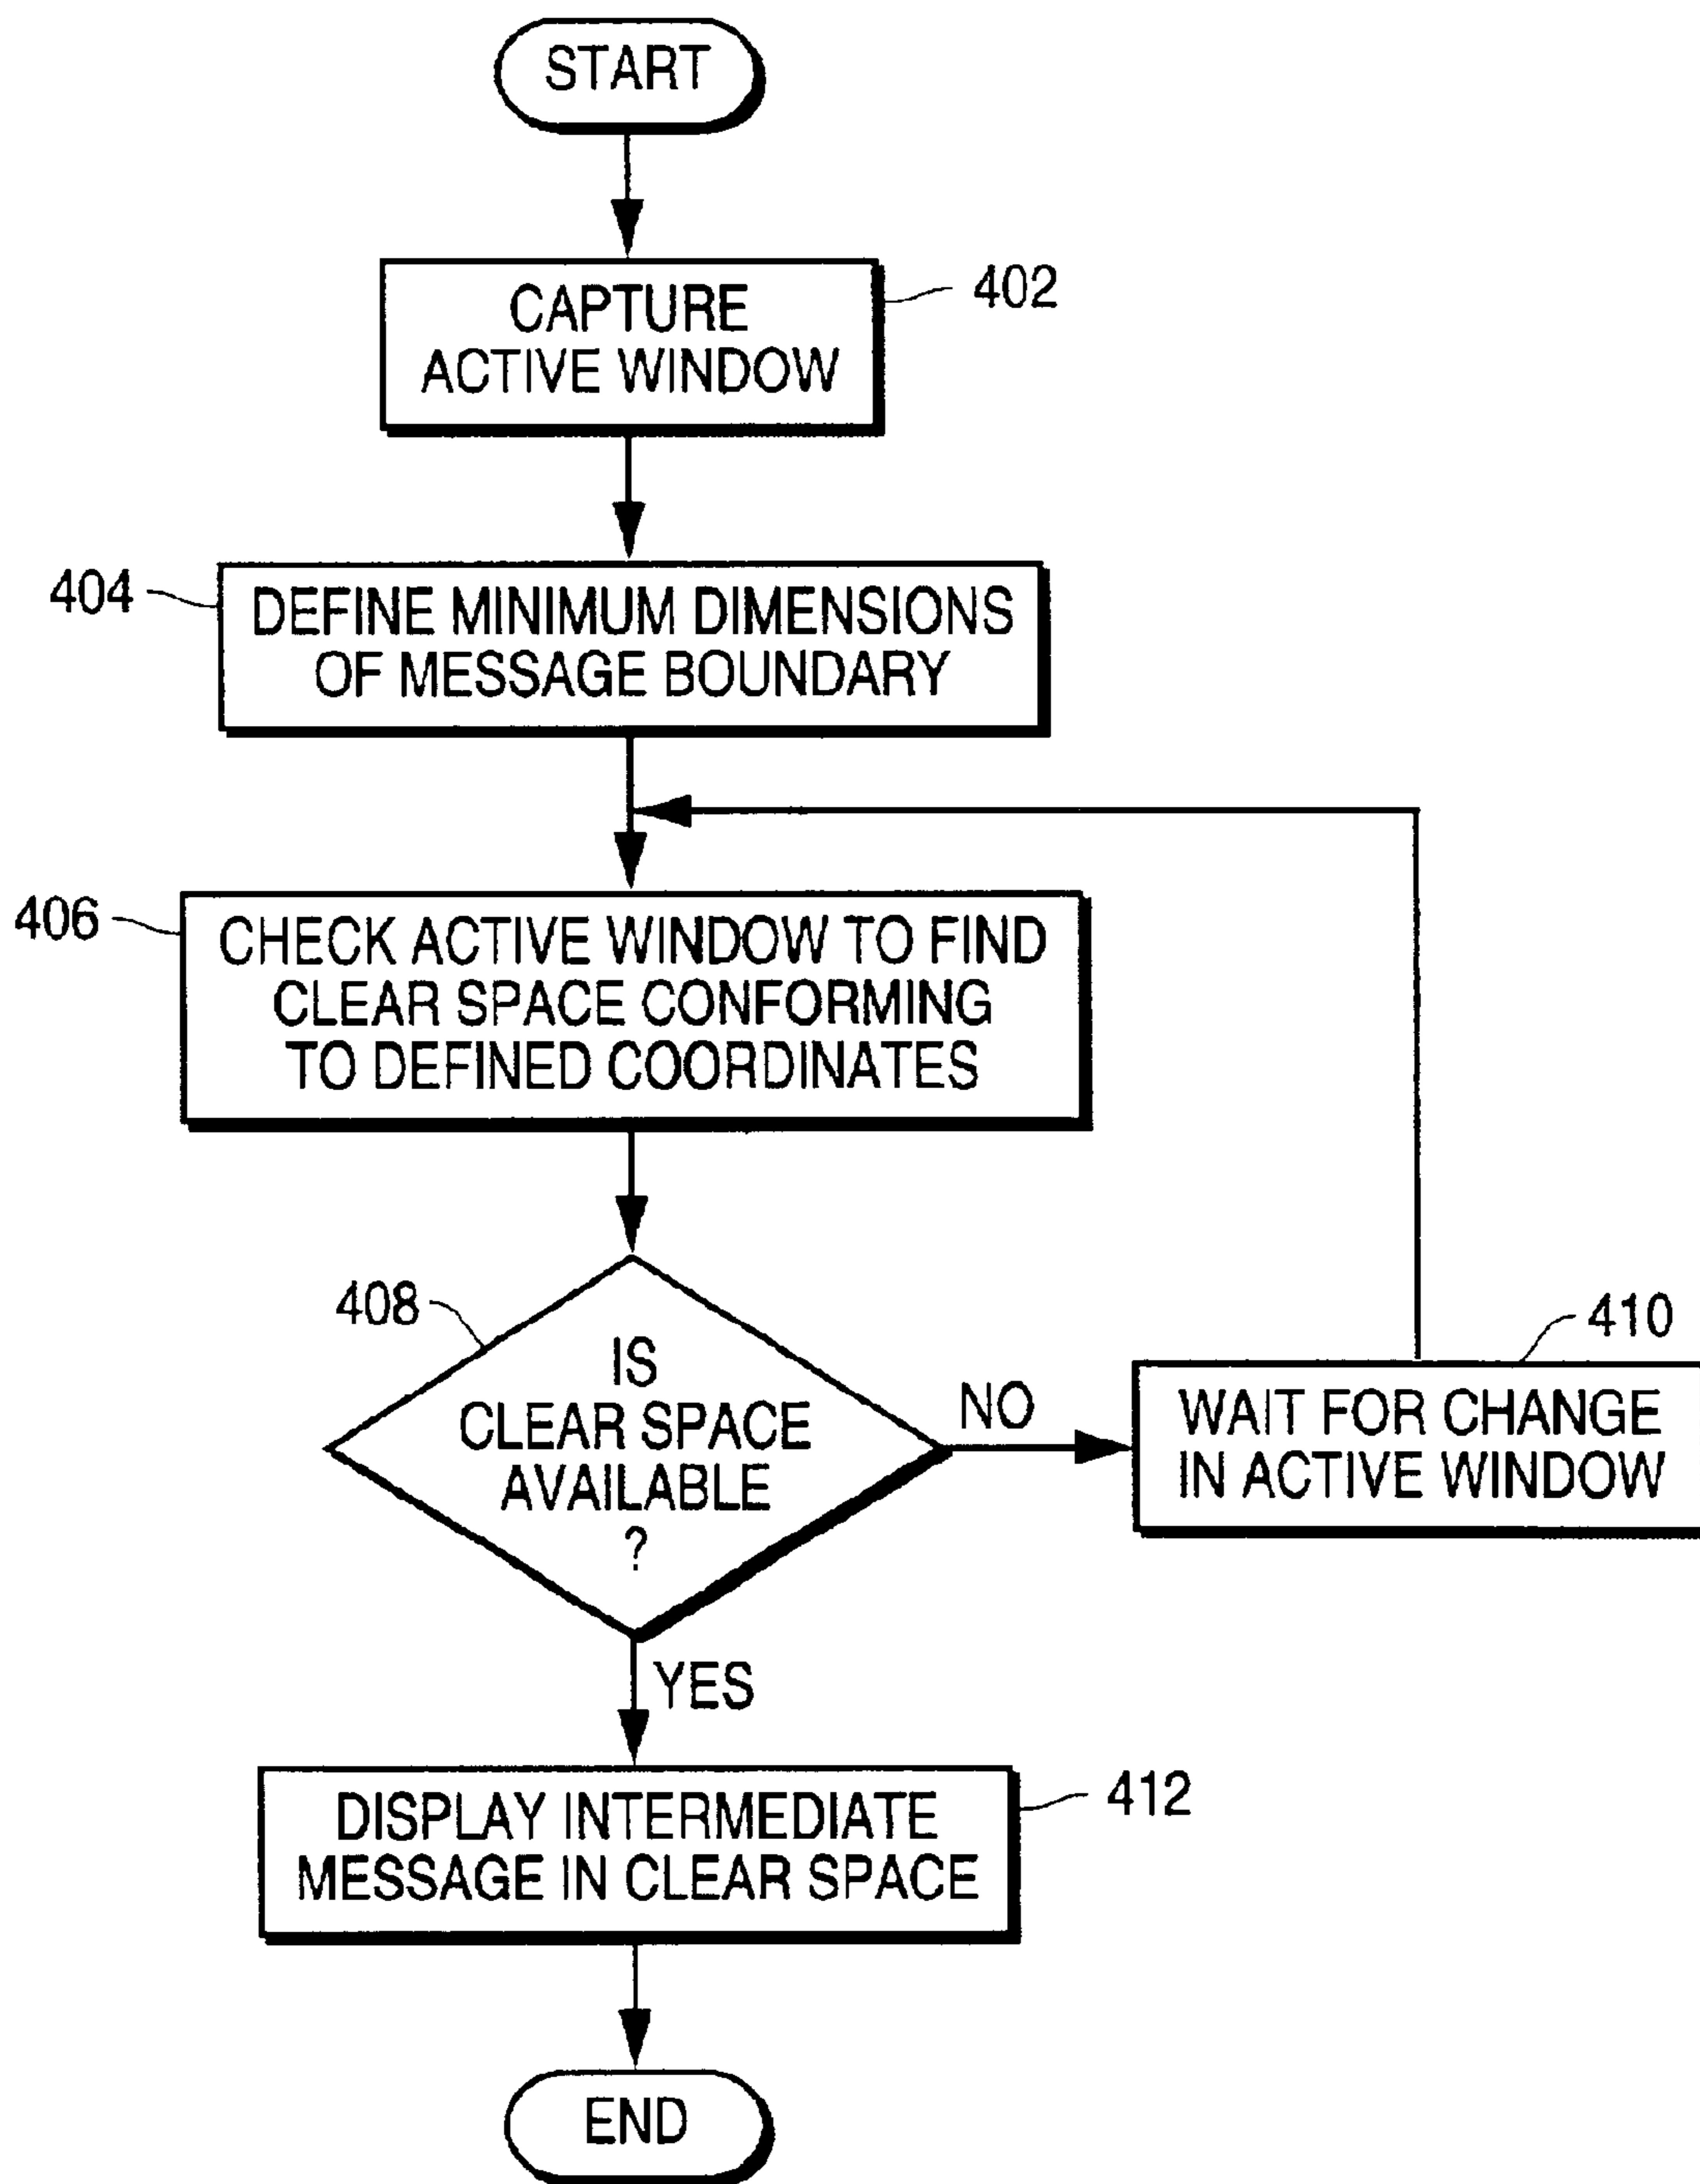 START
CAPTURE
ACTIVE WINDOW
402
404
DEFINE MINIMUM DIMENSIONS
OF MESSAGE BOUNDARY
406
CHECK ACTIVE WINDOW TO FIND
CLEAR SPACE CONFORMING
TO DEFINED COORDINATES
408
IS
CLEAR SPACE
AVAILABLE
?
NO
410
WAIT FOR CHANGE
IN ACTIVE WINDOW
YES
DISPLAY INTERMEDIATE
MESSAGE IN CLEAR SPACE
412
END